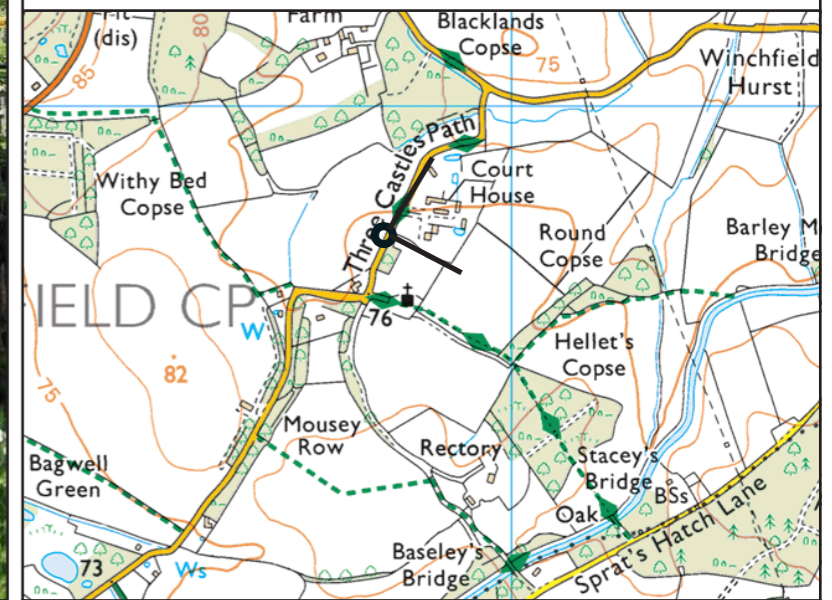 (dis)
80
Farm
Blacklands
Copse
75
Winchfield
Hurst
85
Three Castles Path
Withy Bed
Copse
Court
House
Round
Copse
Barley M
Bridge
IELD CP
W
76
Hellet's
Copse
82
75
Mousey
Row
Rectory
Stacey's
Bridge
BSs
Bagwell
Green
Oak
Sprat's Hatch Lane
Baseley's
Bridge
73
Ws